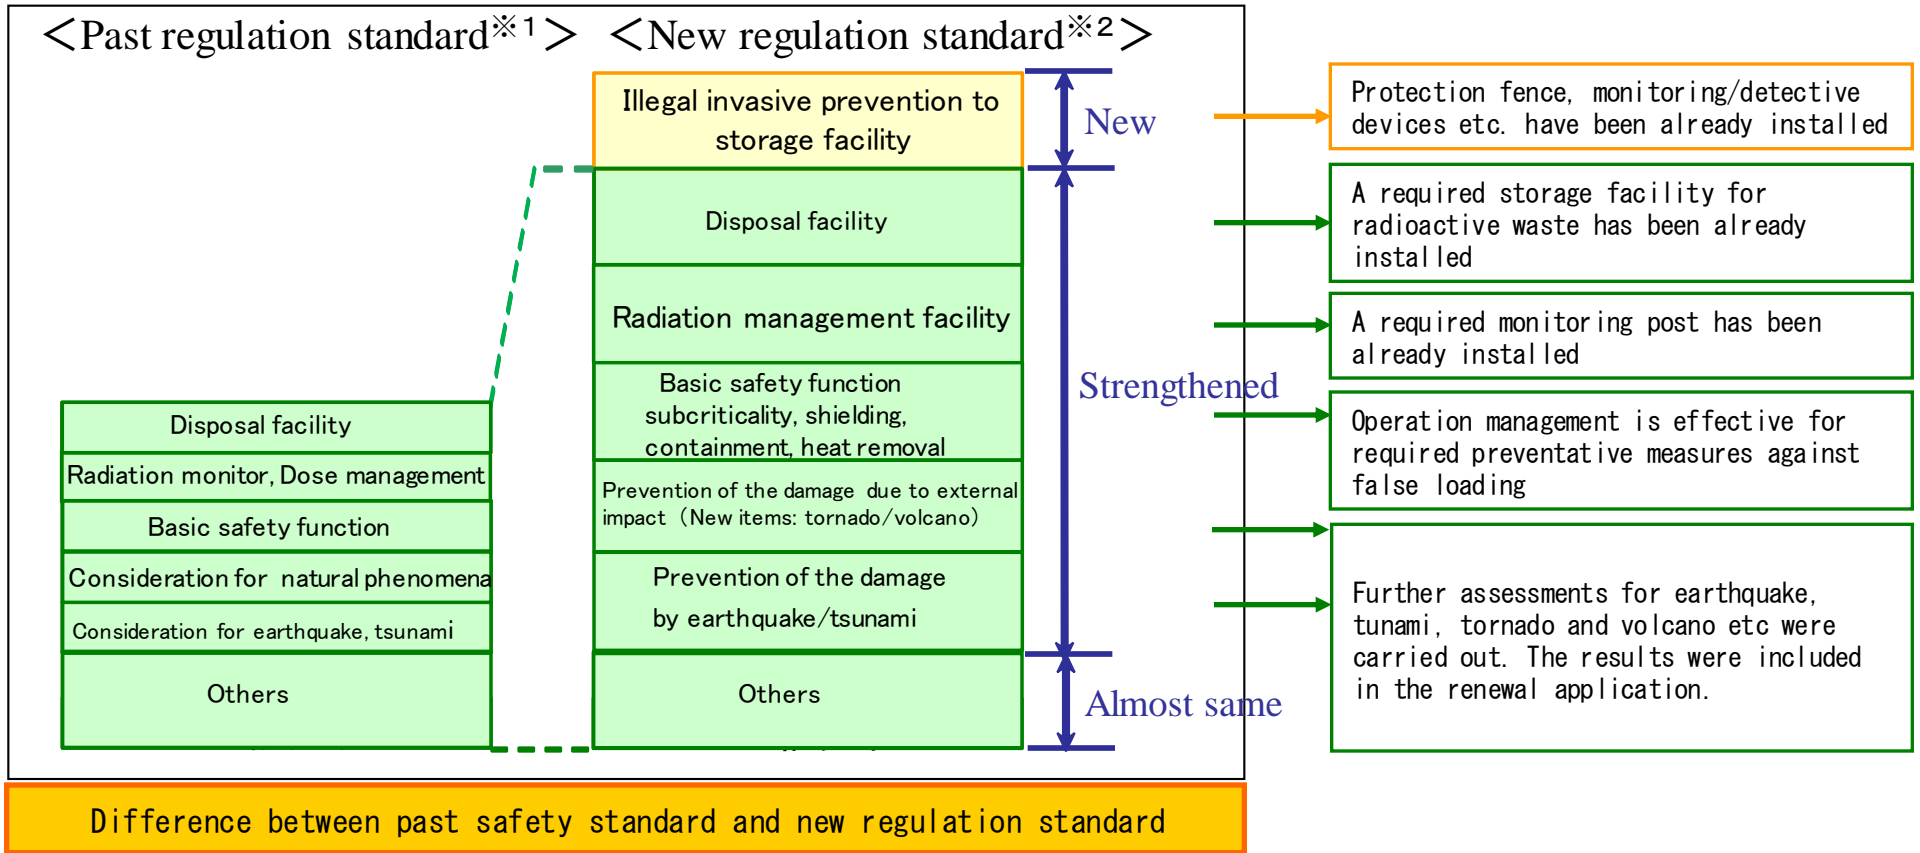 ＜Past regulation standard※1＞
＜New regulation standard※2＞
Illegal invasive prevention to
storage facility
Disposal facility
Radiation management facility
Basic safety function
subcriticality, shielding,
containment, heat removal
Prevention of the damage due to external
impact（New items: tornado/volcano）
Prevention of the damage
by earthquake/tsunami
Others
Disposal facility
Radiation monitor, Dose management
Basic safety function
Consideration for natural phenomena
Consideration for earthquake, tsunami
Others
New
Strengthened
Almost same
Protection fence, monitoring/detective
devices etc. have been already installed
A required storage facility for
radioactive waste has been already
installed
A required monitoring post has been
already installed
Operation management is effective for
required preventative measures against
false loading
Further assessments for earthquake,
tunami, tornado and volcano etc were
carried out. The results were included
in the renewal application.
Difference between past safety standard and new regulation standard